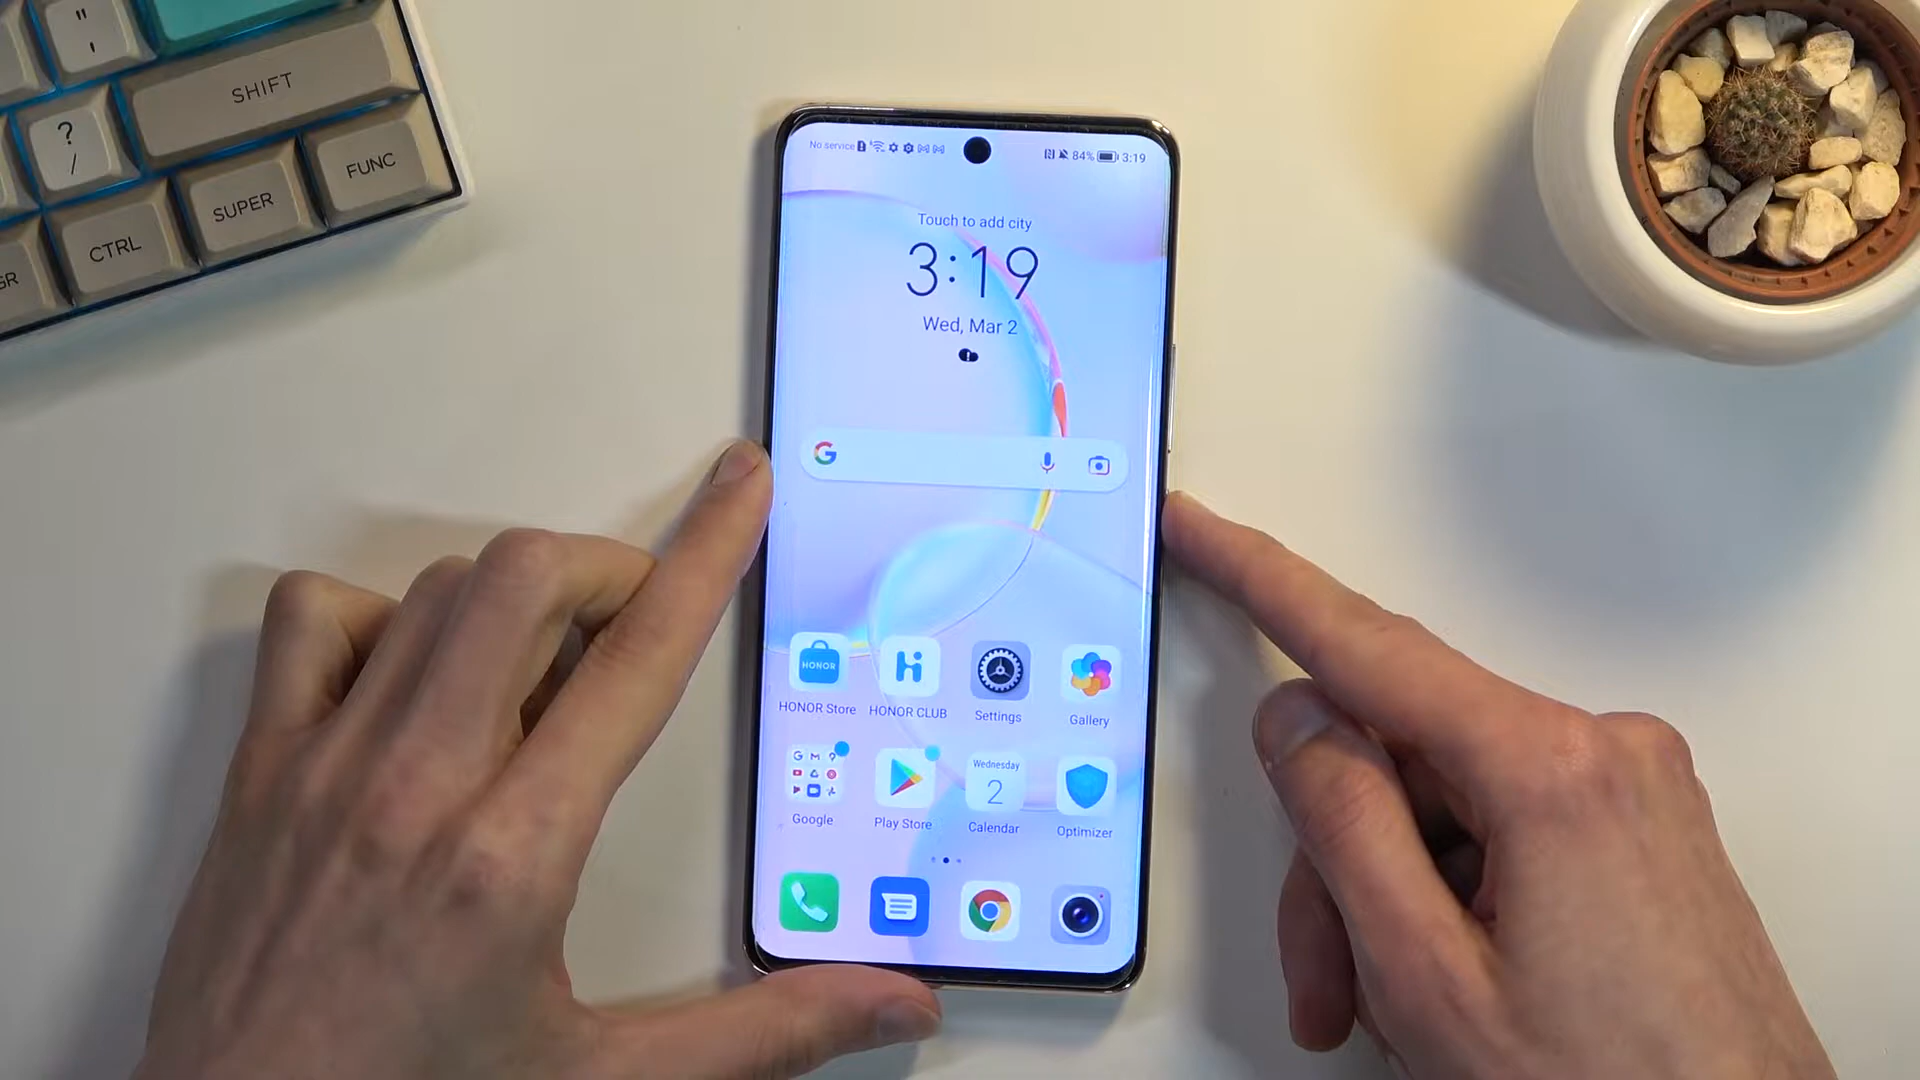 "
'
SHIFT
?
/
FUNC
SUPER
CTRL
GR
No service
84% 3:19
Touch to add city
3:19
Wed, Mar 2
G
HONOR
HONOR Store HONOR CLUB Settings Gallery
Wednesday
2
Google Play Store Calendar Optimizer